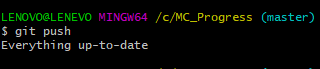 LENOVO@LENEVO MINGW64 /c/MC_Progress (master)
$ git push
Everything up-to-date